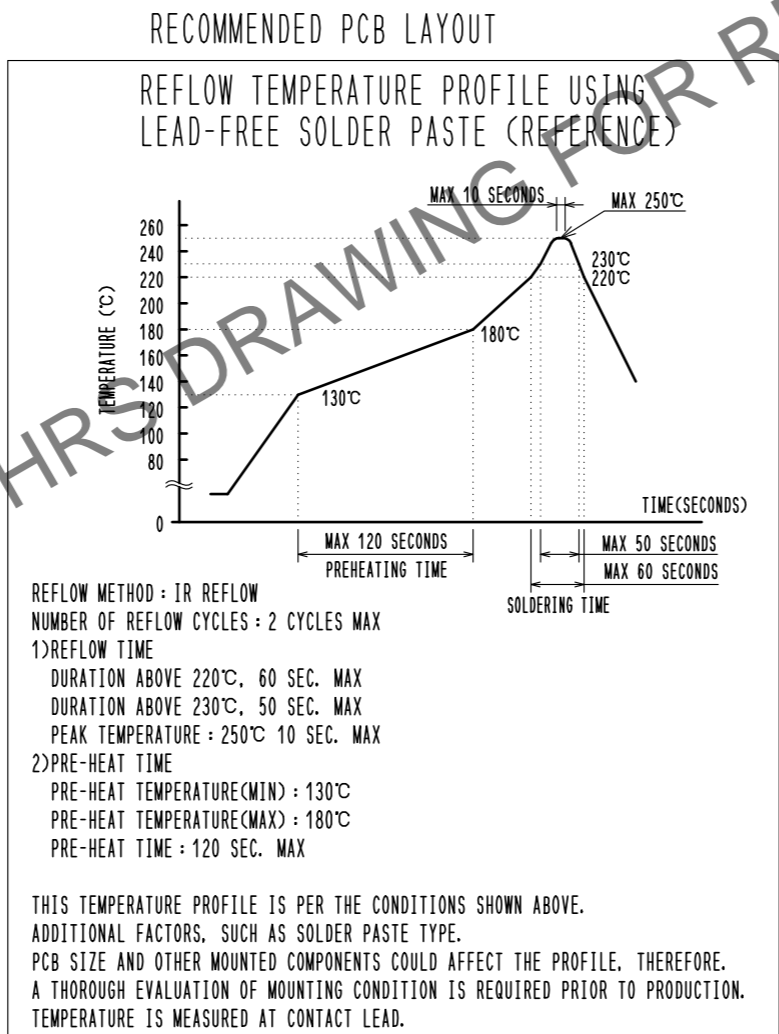 RECOMMENDED PCB LAYOUT
REFLOW TEMPERATURE PROFILE USING
LEAD-FREE SOLDER PASTE (REFERENCE)
HRS DRAWING FOR R
MAX 10 SECONDS
MAX 250℃
TEMPERATURE (℃)
260
240
220
200
180
160
140
120
100
80
0
230℃
220℃
180℃
130℃
TIME(SECONDS)
MAX 120 SECONDS
PREHEATING TIME
MAX 50 SECONDS
MAX 60 SECONDS
SOLDERING TIME
REFLOW METHOD : IR REFLOW
NUMBER OF REFLOW CYCLES : 2 CYCLES MAX
1)REFLOW TIME
DURATION ABOVE 220℃, 60 SEC. MAX
DURATION ABOVE 230℃, 50 SEC. MAX
PEAK TEMPERATURE : 250℃ 10 SEC. MAX
2)PRE-HEAT TIME
PRE-HEAT TEMPERATURE(MIN) : 130℃
PRE-HEAT TEMPERATURE(MAX) : 180℃
PRE-HEAT TIME : 120 SEC. MAX
THIS TEMPERATURE PROFILE IS PER THE CONDITIONS SHOWN ABOVE.
ADDITIONAL FACTORS, SUCH AS SOLDER PASTE TYPE.
PCB SIZE AND OTHER MOUNTED COMPONENTS COULD AFFECT THE PROFILE, THEREFORE.
A THOROUGH EVALUATION OF MOUNTING CONDITION IS REQUIRED PRIOR TO PRODUCTION.
TEMPERATURE IS MEASURED AT CONTACT LEAD.